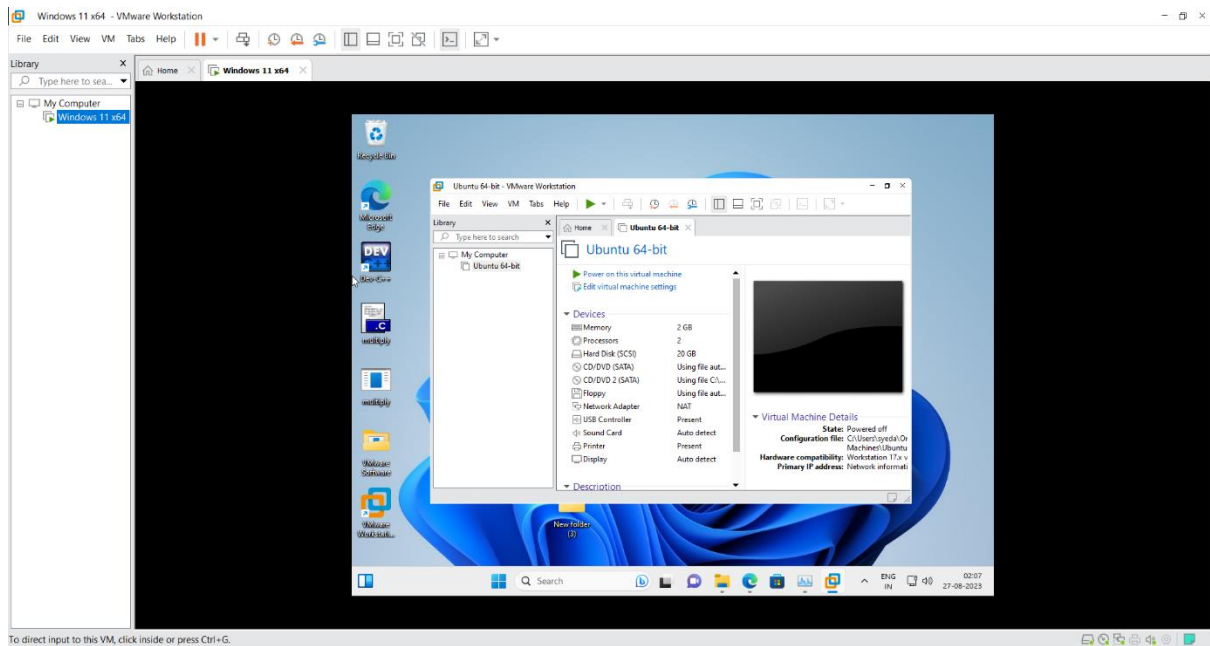 Windows 11 x64 - VMware Workstation
File Edit View VM Tabs Help
Library
Type here to sea...
My Computer
Windows 11 x64
Home
Windows 11 x64
Recycle Bin
Microsoft
Edge
DEV
Dev-C++
.C
multiply
multiply
VMware
Software
VMware
Workstati...
Ubuntu 64-bit - VMware Workstation
File Edit View VM Tabs Help
Library
Type here to search
My Computer
Ubuntu 64-bit
Home
Ubuntu 64-bit
Ubuntu 64-bit
Power on this virtual machine
Edit virtual machine settings
Devices
Memory 2 GB
Processors 2
Hard Disk (SCSI) 20 GB
CD/DVD (SATA) Using file aut...
CD/DVD 2 (SATA) Using file C:\...
Floppy Using file aut...
Network Adapter NAT
USB Controller Present
Sound Card Auto detect
Printer Present
Display Auto detect
Description
Virtual Machine Details
State: Powered off
Configuration file: C:\Users\syeda\Or
Machines\Ubuntu
Hardware compatibility: Workstation 17.x v
Primary IP address: Network informati
New folder
(3)
Search
ENG
IN
02:07
27-08-2023
To direct input to this VM, click inside or press Ctrl+G.